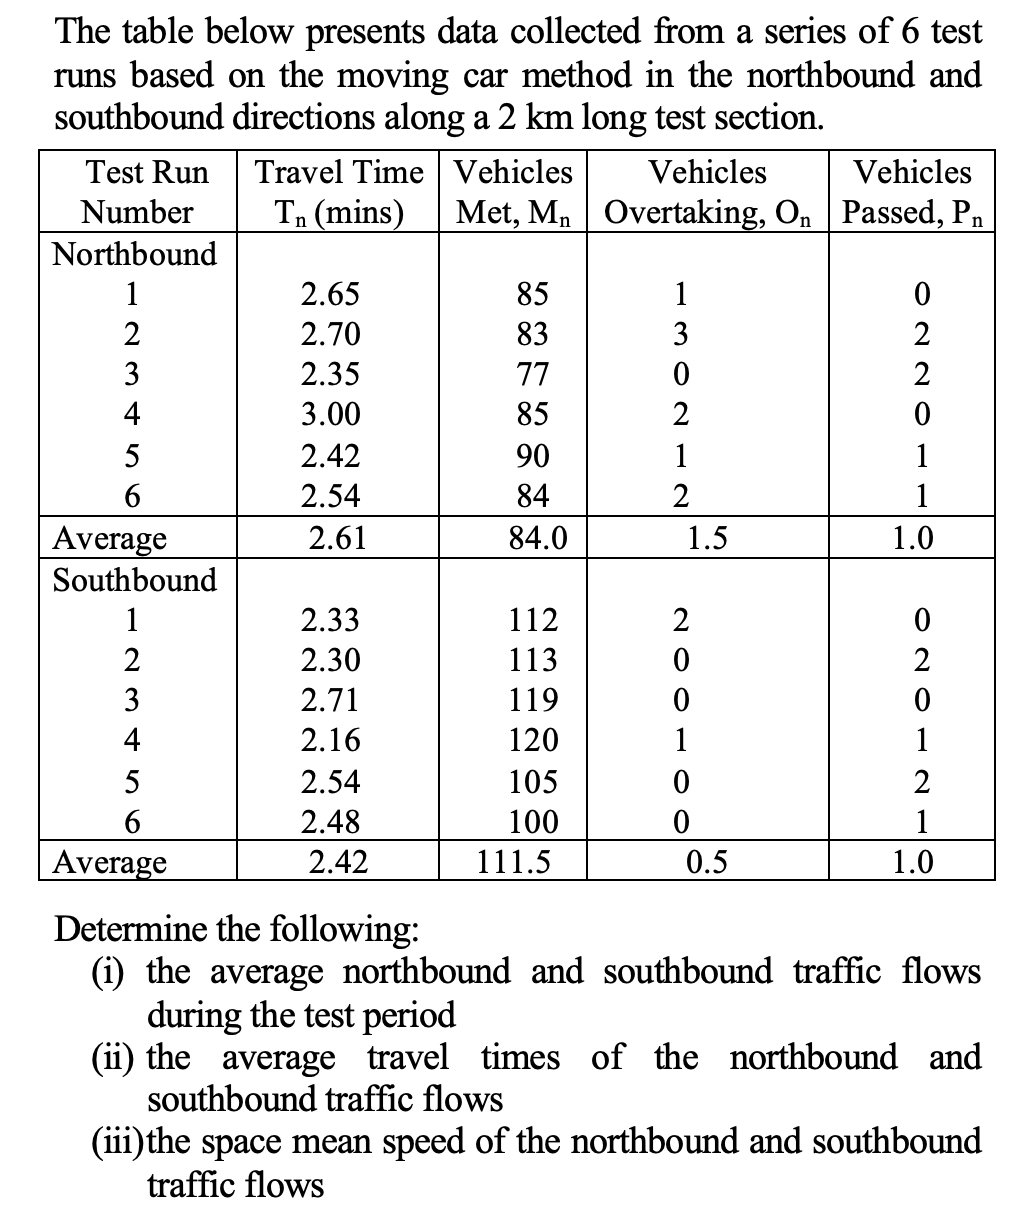 The table below presents data collected from a series of 6 test
runs based on the moving car method in the northbound and
southbound directions along a 2 km long test section.
Test Run Number Travel Time Tn (mins) Vehicles Met, Mn Vehicles Overtaking, On Vehicles Passed, Pn
Northbound
1 2.65 85 1 0
2 2.70 83 3 2
3 2.35 77 0 2
4 3.00 85 2 0
5 2.42 90 1 1
6 2.54 84 2 1
Average 2.61 84.0 1.5 1.0
Southbound
1 2.33 112 2 0
2 2.30 113 0 2
3 2.71 119 0 0
4 2.16 120 1 1
5 2.54 105 0 2
6 2.48 100 0 1
Average 2.42 111.5 0.5 1.0
Determine the following:
(i) the average northbound and southbound traffic flows
during the test period
(ii) the average travel times of the northbound and
southbound traffic flows
(iii)the space mean speed of the northbound and southbound
traffic flows